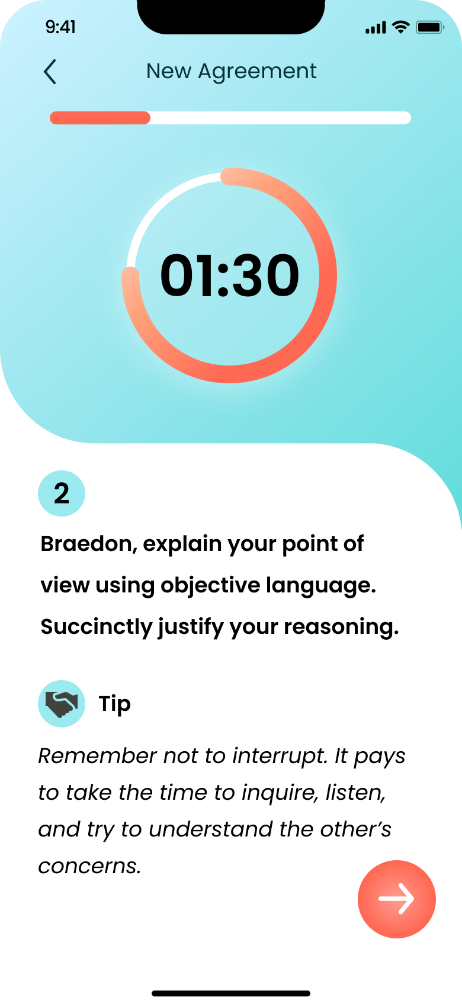 9:41
New Agreement
01:30
2
Braedon, explain your point of
view using objective language.
Succinctly justify your reasoning.
Tip
Remember not to interrupt. It pays
to take the time to inquire, listen,
and try to understand the other’s
concerns.